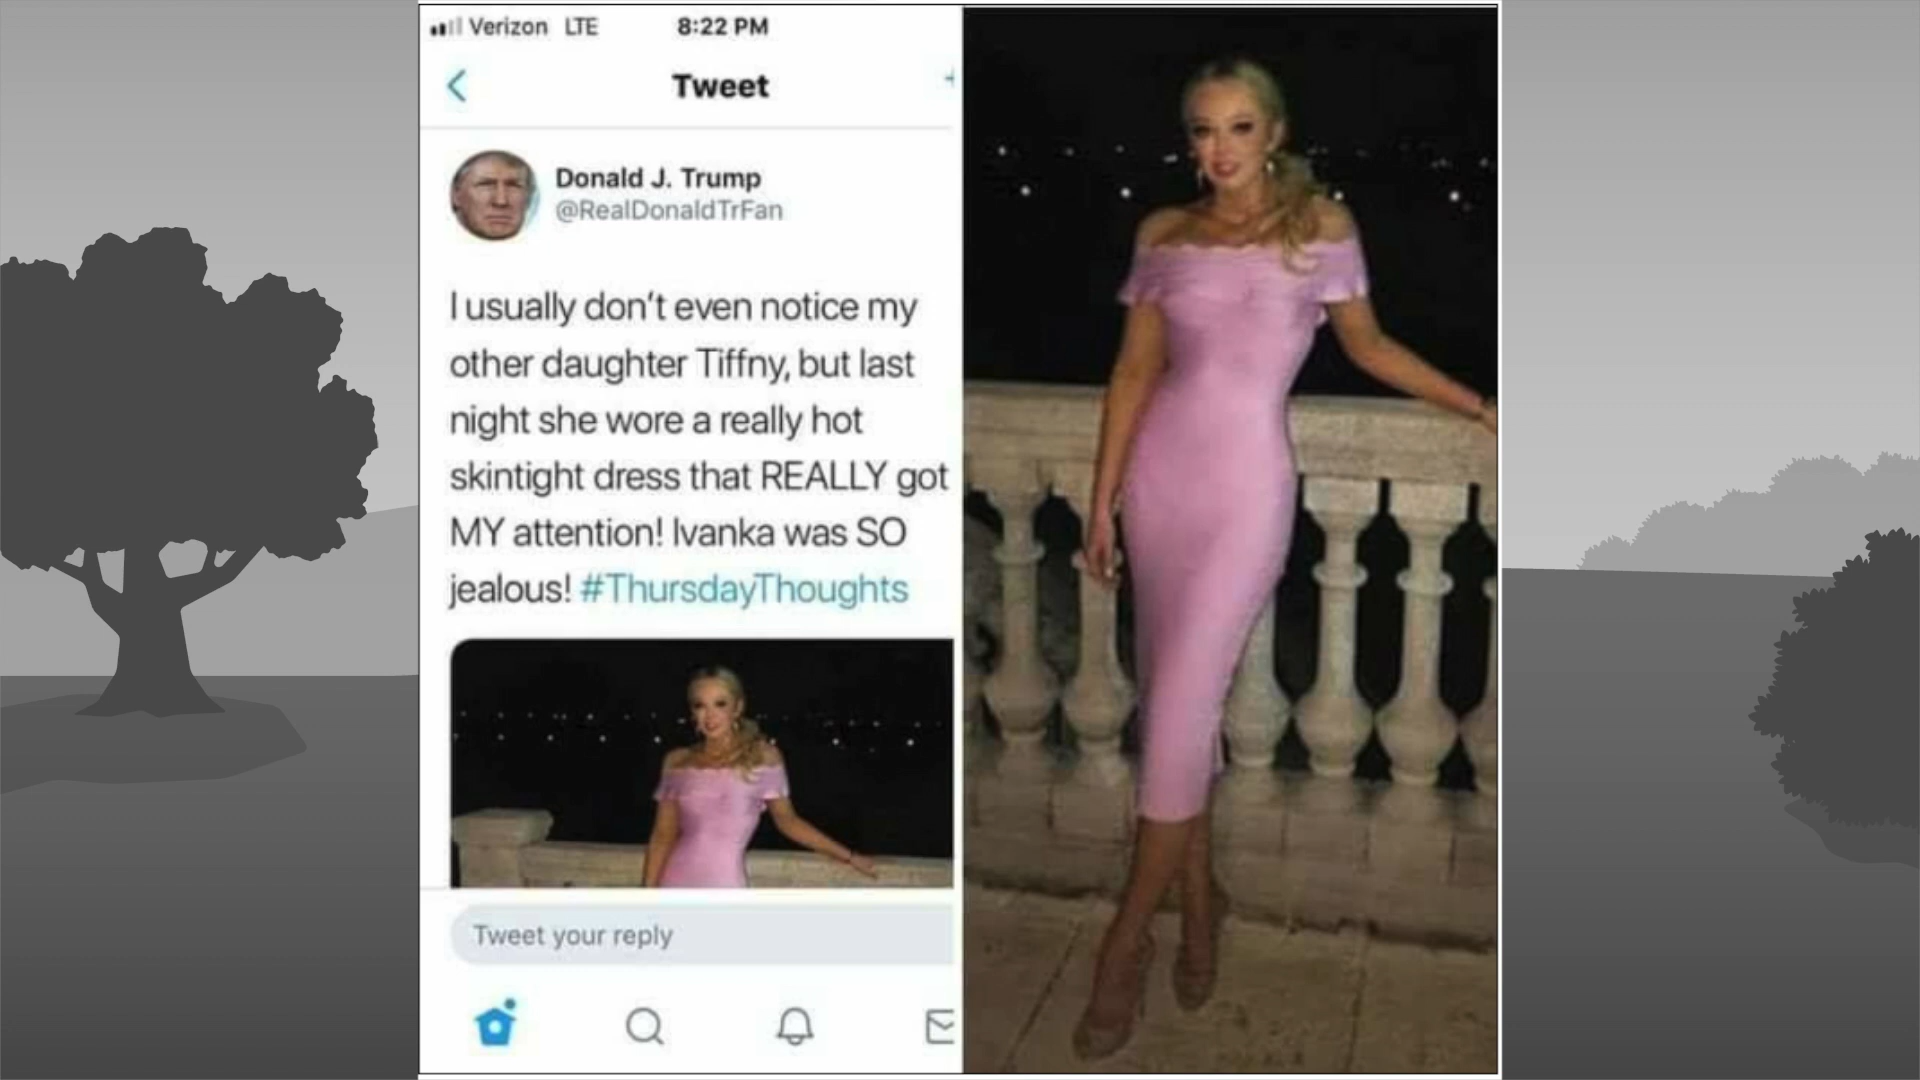 Verizon LTE 8:22 PM
Tweet
Donald J. Trump
@RealDonaldTrFan
I usually don't even notice my
other daughter Tiffny, but last
night she wore a really hot
skintight dress that REALLY got
MY attention! Ivanka was SO
jealous! #ThursdayThoughts
Tweet your reply